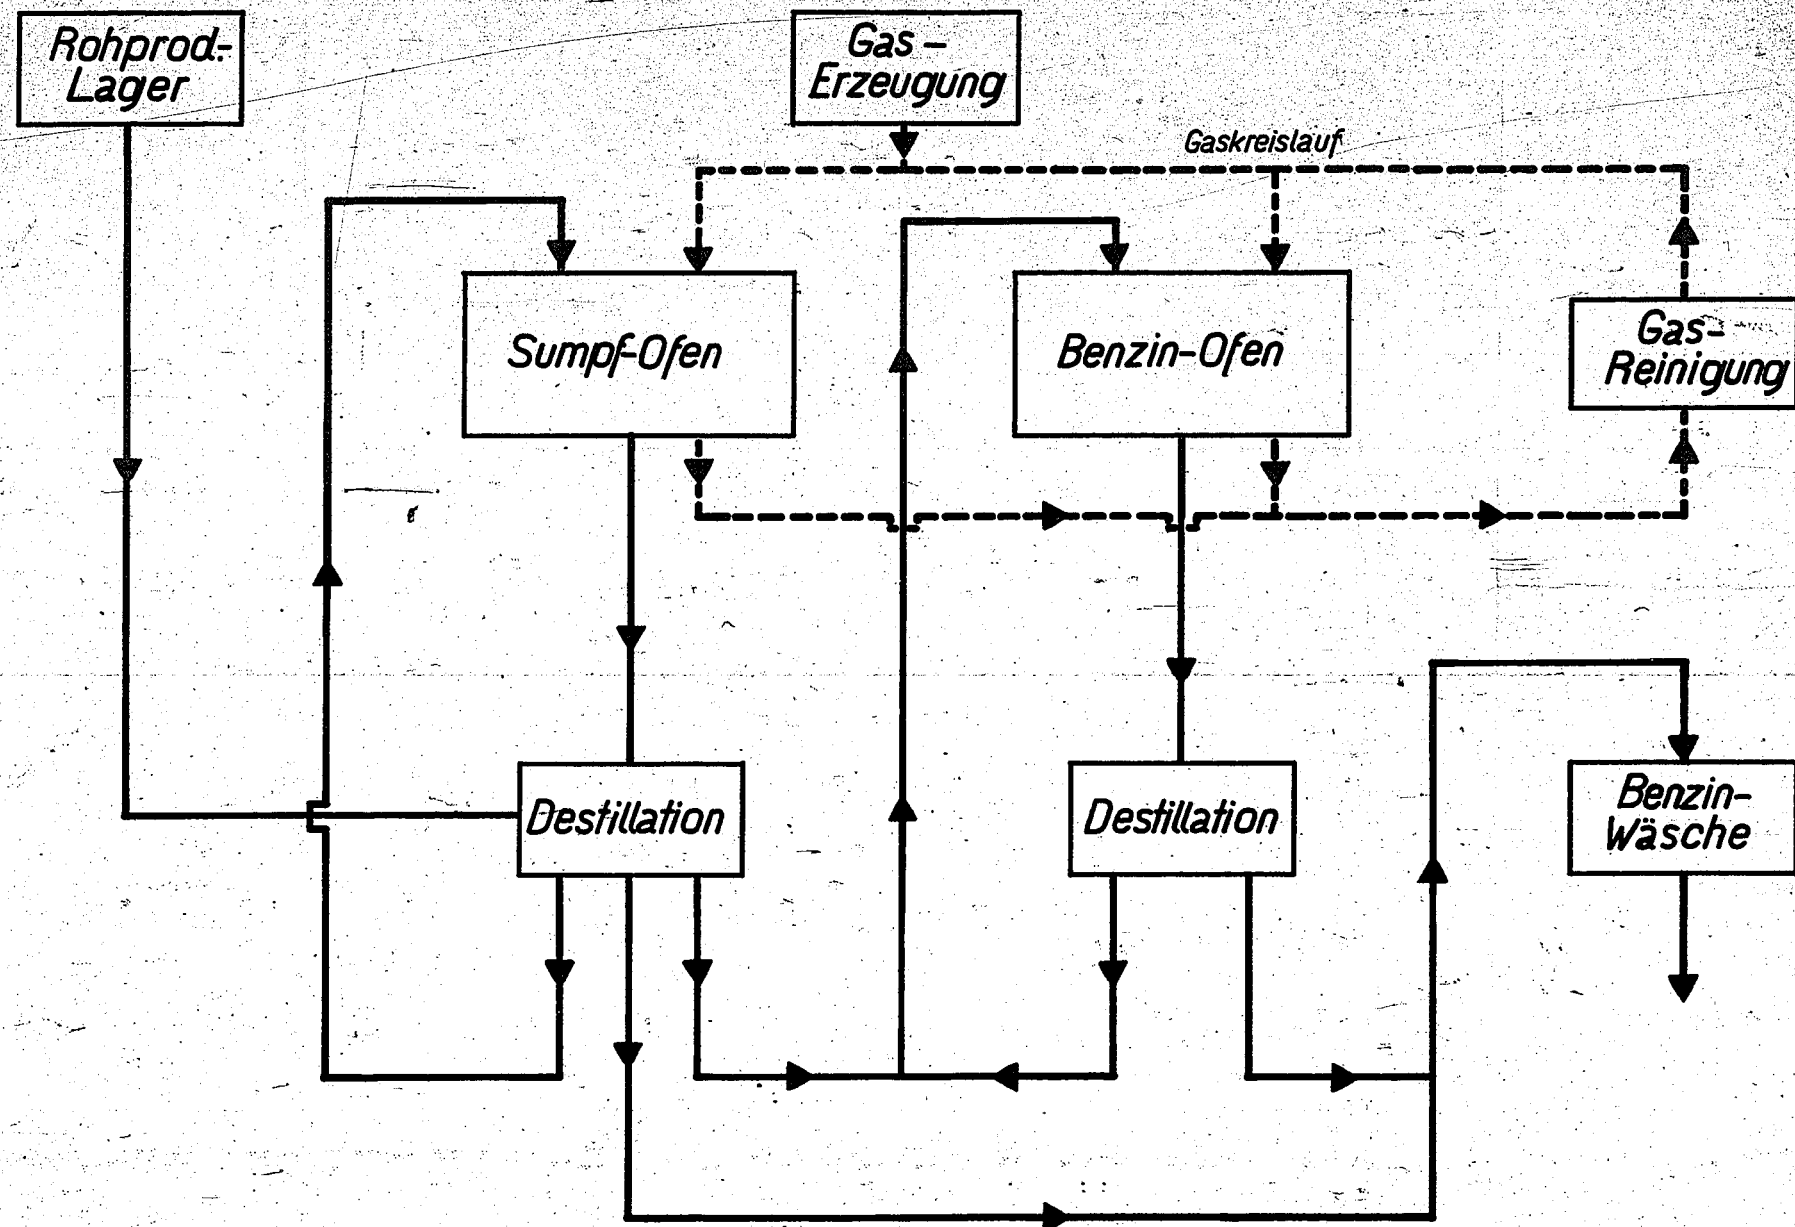 Rohprod.-
Lager
Gas-
Erzeugung
Gaskreislauf
Sumpf-Ofen
Benzin-Ofen
Gas-
Reinigung
Destillation
Destillation
Benzin-
Wäsche